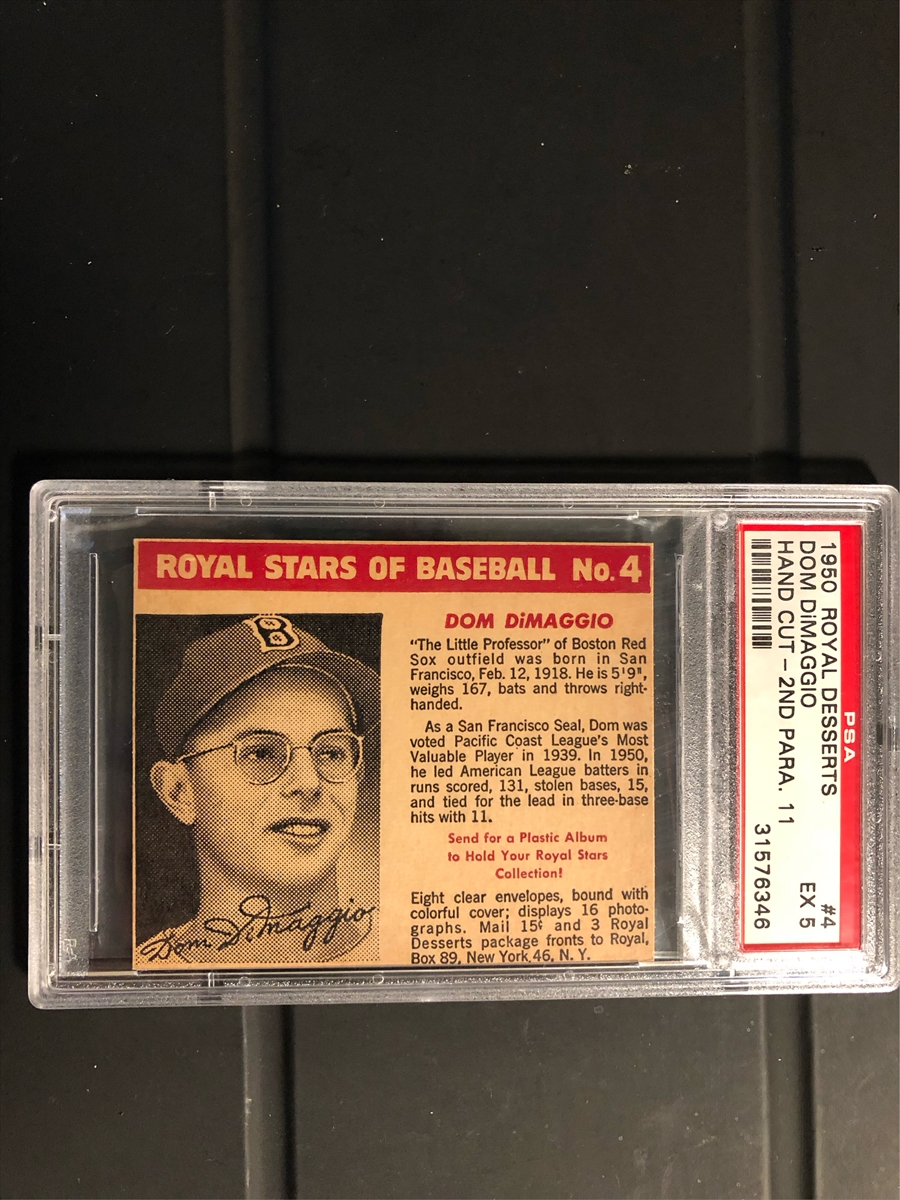 ROYAL STARS OF BASEBALL No. 4
B
DOM DiMAGGIO
"The Little Professor" of Boston Red
Sox outfield was born in San
Francisco, Feb. 12, 1918. He is 5'9",
weighs 167, bats and throws right-
handed.
As a San Francisco Seal, Dom was
voted Pacific Coast League's Most
Valuable Player in 1939. In 1950,
he led American League batters in
runs scored, 131, stolen bases, 15,
and tied for the lead in three-base
hits with 11.
Send for a Plastic Album
to Hold Your Royal Stars
Collection!
Eight clear envelopes, bound with
colorful cover; displays 16 photo-
graphs. Mail 15¢ and 3 Royal
Desserts package fronts to Royal,
Box 89, New York 46, N. Y.
Dom DiMaggio
PSA
1950 ROYAL DESSERTS #4
DOM DiMAGGIO EX 5
HAND CUT - 2ND PARA. 11
31576346